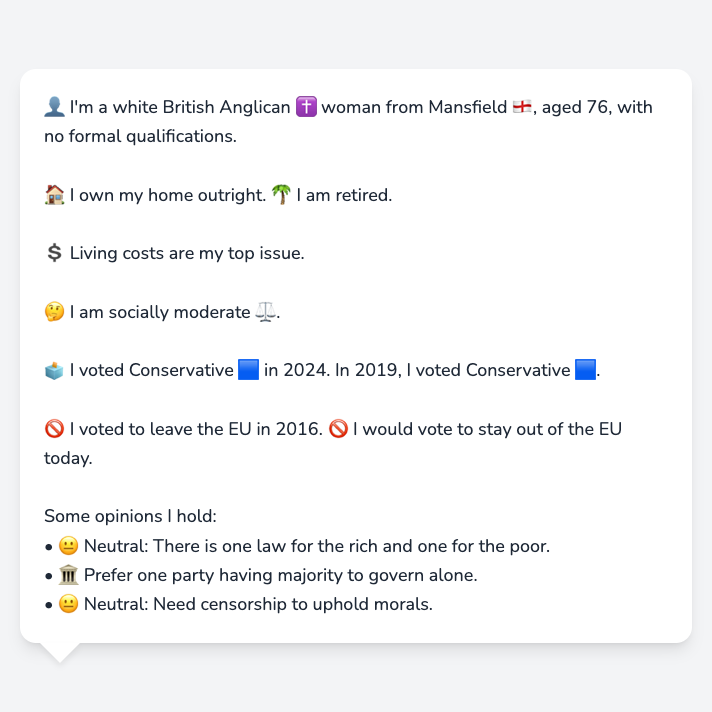 👤 I'm a white British Anglican ✝️ woman from Mansfield 🏴󠁧󠁢󠁥󠁮󠁧󠁿, aged 76, with
no formal qualifications.
🏠 I own my home outright. 🌴 I am retired.
💲 Living costs are my top issue.
🤔 I am socially moderate ⚖️.
🗳️ I voted Conservative 🟦 in 2024. In 2019, I voted Conservative 🟦.
🚫 I voted to leave the EU in 2016. 🚫 I would vote to stay out of the EU
today.
Some opinions I hold:
• 😐 Neutral: There is one law for the rich and one for the poor.
• 🏛️ Prefer one party having majority to govern alone.
• 😐 Neutral: Need censorship to uphold morals.